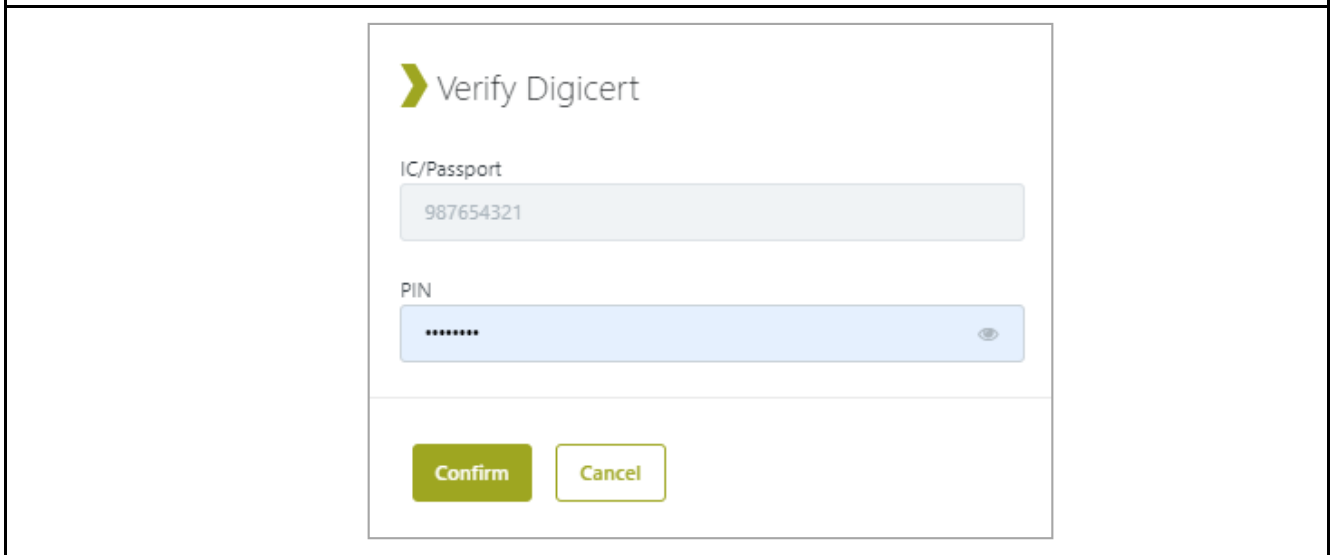 Verify Digicert
IC/Passport
987654321
PIN
••••••••
Confirm Cancel